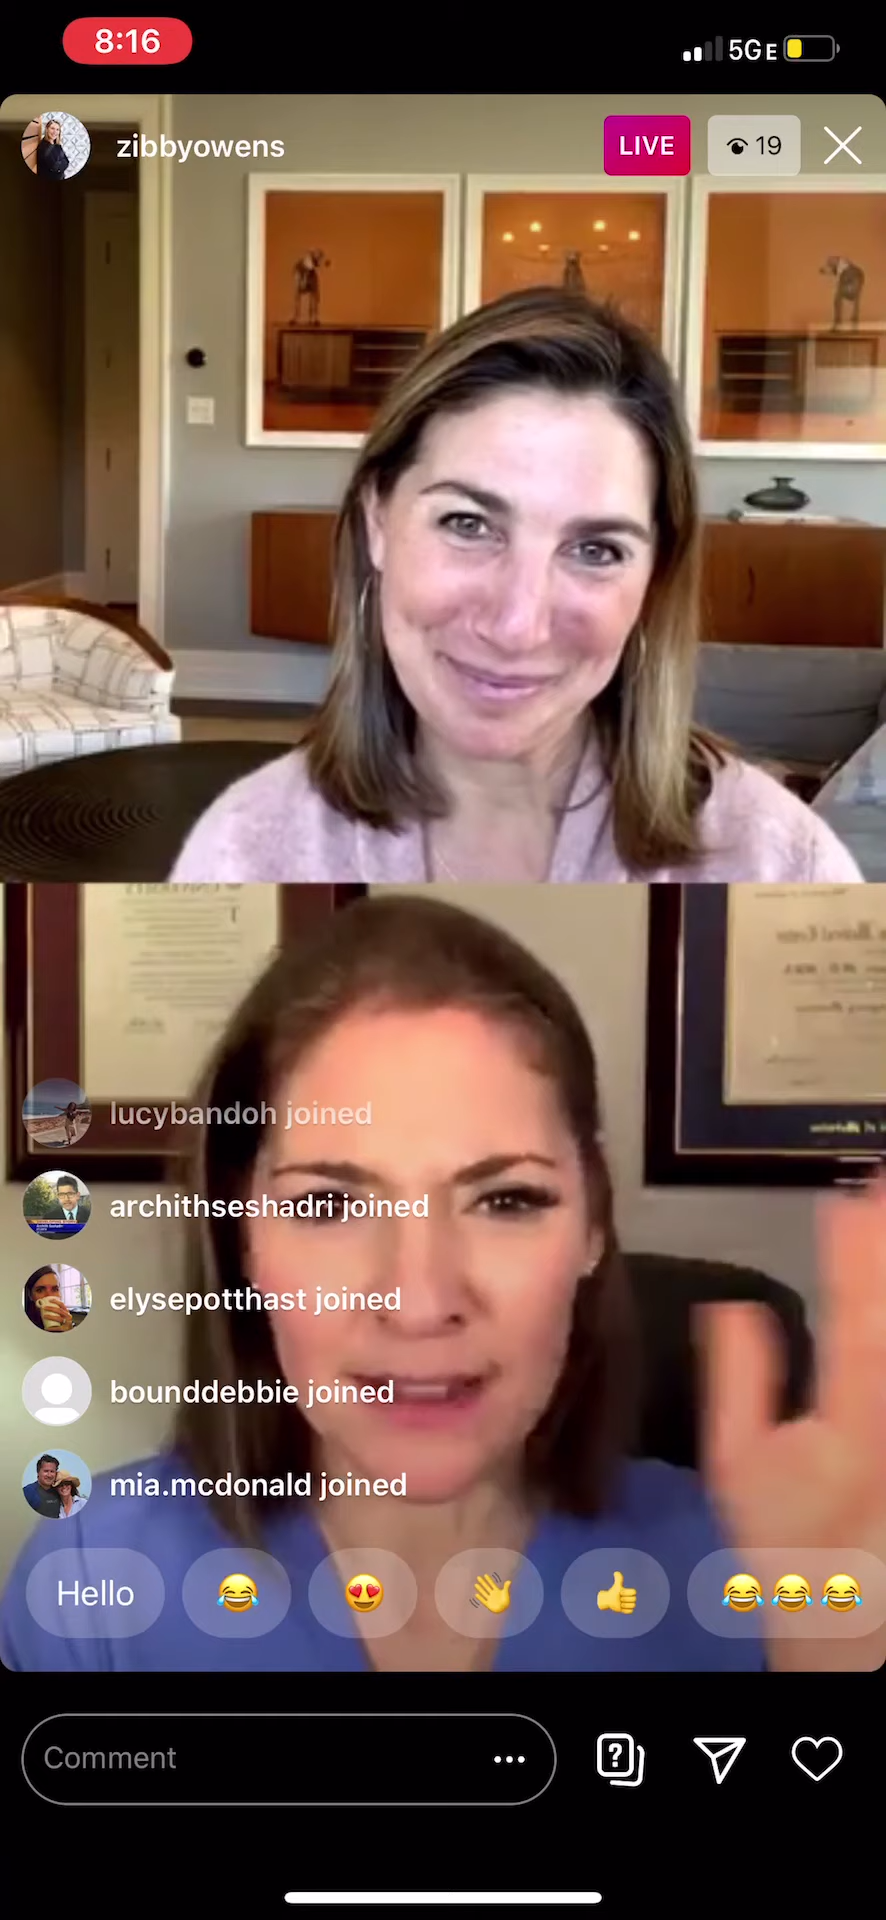 8:16
5GE
zibbyowens
LIVE
19
lucybandoh joined
archithseshadri joined
elysepotthast joined
bounddebbie joined
mia.mcdonald joined
Hello
Comment